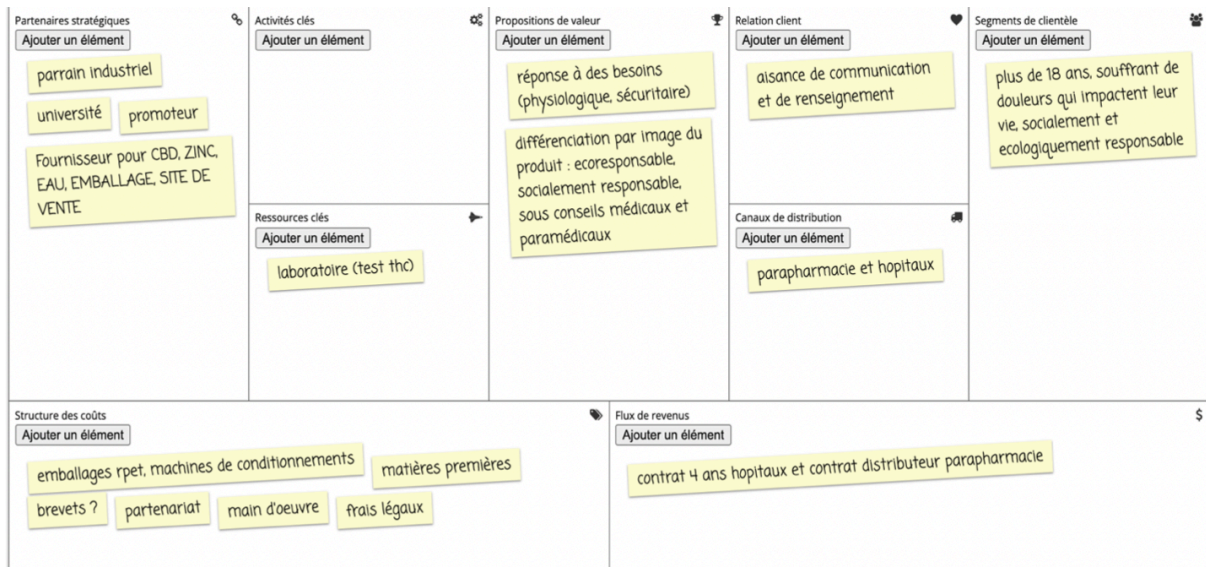 Partenaires stratégiques
Ajouter un élément
parrain industriel
université
promoteur
Fournisseur pour CBD, ZINC,
EAU, EMBALLAGE, SITE DE
VENTE
Activités clés
Ajouter un élément
Ressources clés
Ajouter un élément
laboratoire (test thc)
Propositions de valeur
Ajouter un élément
réponse à des besoins
(physiologique, sécuritaire)
différenciation par image du
produit : ecoresponsable,
socialement responsable,
sous conseils médicaux et
paramédicaux
Relation client
Ajouter un élément
aisance de communication
et de renseignement
Canaux de distribution
Ajouter un élément
parapharmacie et hopitaux
Segments de clientèle
Ajouter un élément
plus de 18 ans, souffrant de
douleurs qui impactent leur
vie, socialement et
ecologiquement responsable
Structure des coûts
Ajouter un élément
emballages rpet, machines de conditionnements
matières premières
brevets ?
partenariat
main d'oeuvre
frais légaux
Flux de revenus
$
Ajouter un élément
contrat 4 ans hopitaux et contrat distributeur parapharmacie